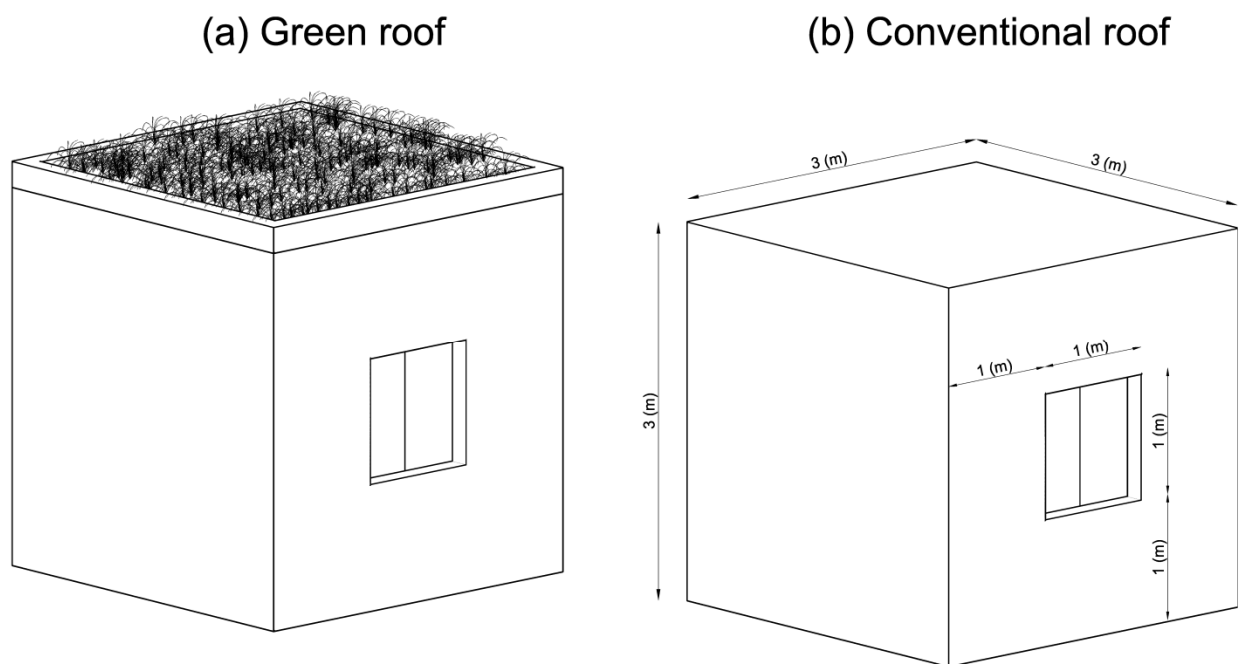 (a) Green roof
(b) Conventional roof
3 (m)
3 (m)
3 (m)
1 (m)
1 (m)
1 (m)
1 (m)